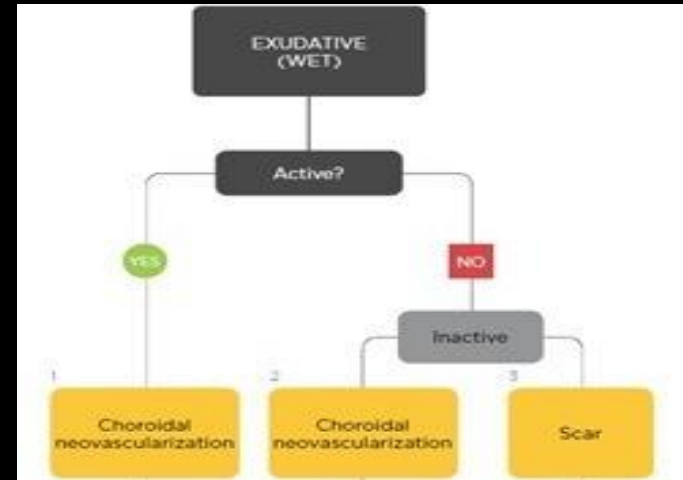 EXUDATIVE
(WET)
Active?
YES
NO
Inactive
1
2
3
Choroidal
neovascularization
Choroidal
neovascularization
Scar